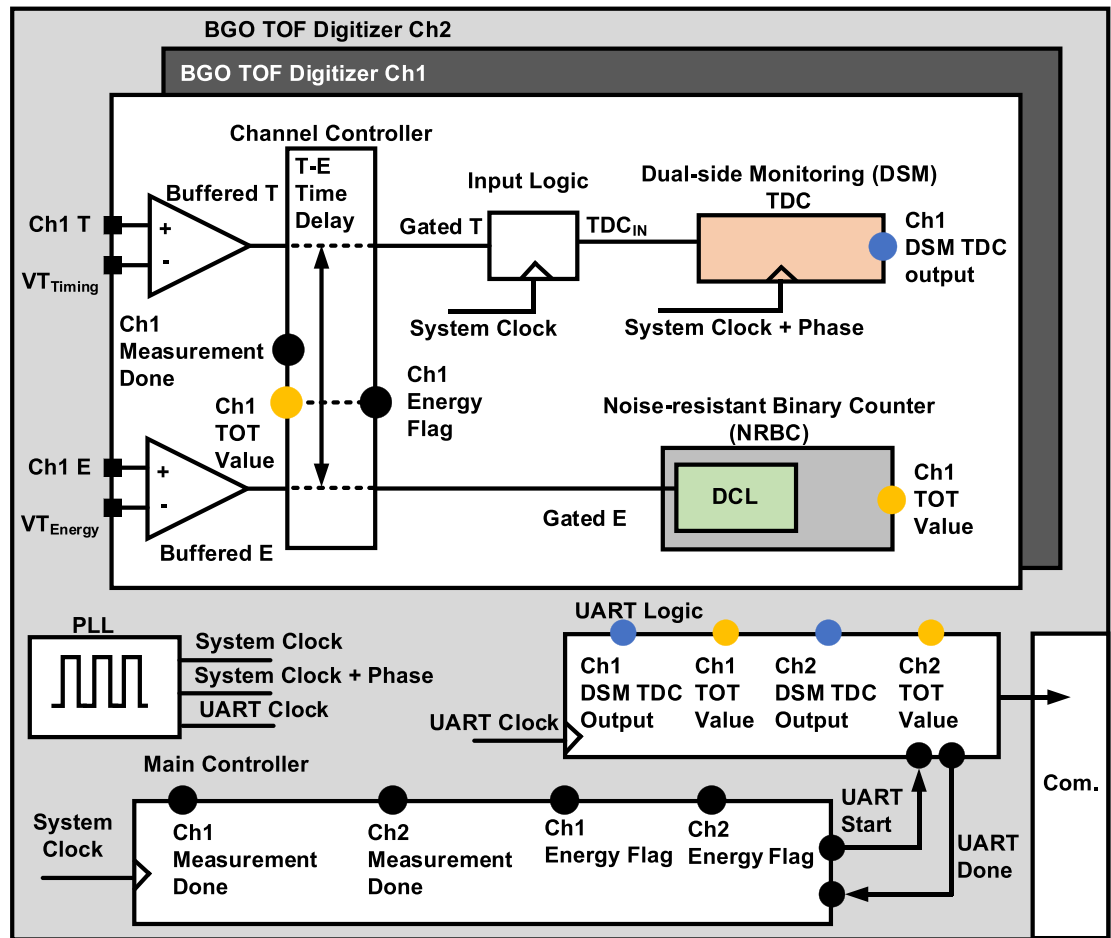 BGO TOF Digitizer Ch2
BGO TOF Digitizer Ch1
Channel Controller
T-E
Time
Delay
Buffered T
Ch1 T
+
-
VTTiming
Gated T
Input Logic
System Clock
TDCIN
Dual-side Monitoring (DSM)
TDC
System Clock + Phase
Ch1
DSM TDC
output
Ch1
Measurement
Done
Ch1
TOT
Value
Ch1
Energy
Flag
Ch1 E
+
-
VTEnergy
Buffered E
Gated E
Noise-resistant Binary Counter
(NRBC)
DCL
Ch1
TOT
Value
PLL
System Clock
System Clock + Phase
UART Clock
UART Logic
UART Clock
Ch1
DSM TDC
Output
Ch1
TOT
Value
Ch2
DSM TDC
Output
Ch2
TOT
Value
Com.
Main Controller
System
Clock
Ch1
Measurement
Done
Ch2
Measurement
Done
Ch1
Energy Flag
Ch2
Energy Flag
UART
Start
UART
Done